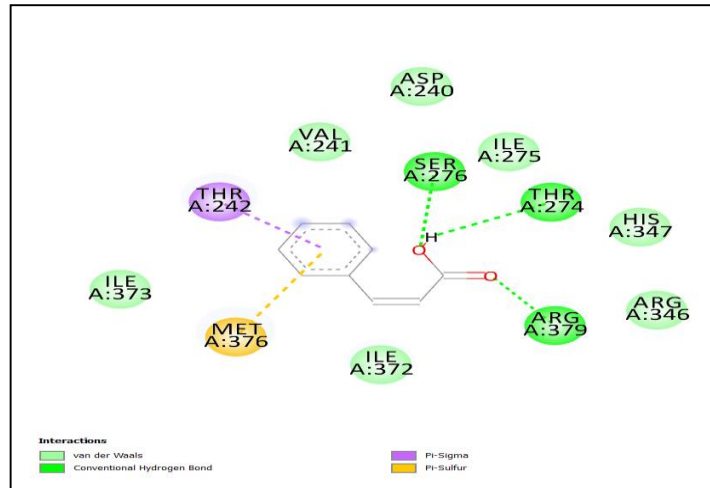 ASP
A:240
VAL
A:241
SER
A:276
ILE
A:275
THR
A:242
THR
A:274
H
O
HIS
A:347
ILE
A:373
O
MET
A:376
ARG
A:379
ARG
A:346
ILE
A:372
Interactions
van der Waals
Conventional Hydrogen Bond
Pi-Sigma
Pi-Sulfur